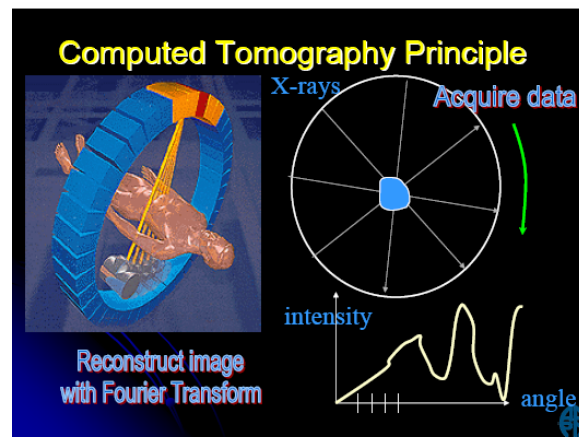 Computed Tomography Principle
X-rays
Acquire data
intensity
angle
Reconstruct image
with Fourier Transform